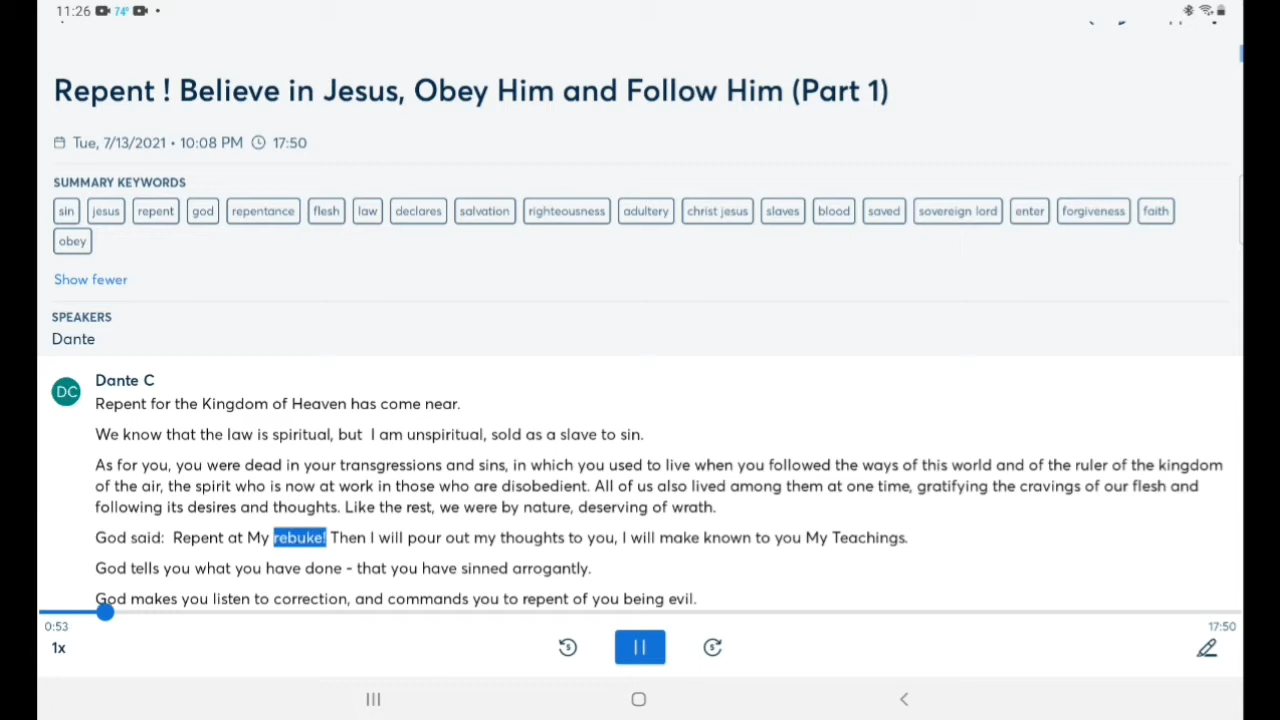 11:26 74°
Repent ! Believe in Jesus, Obey Him and Follow Him (Part 1)
Tue, 7/13/2021 • 10:08 PM 17:50
SUMMARY KEYWORDS
sin jesus repent god repentance flesh law declares salvation righteousness adultery christ jesus slaves blood saved sovereign lord enter forgiveness faith
obey
Show fewer
SPEAKERS
Dante
DC Dante C
Repent for the Kingdom of Heaven has come near.
We know that the law is spiritual, but I am unspiritual, sold as a slave to sin.
As for you, you were dead in your transgressions and sins, in which you used to live when you followed the ways of this world and of the ruler of the kingdom
of the air, the spirit who is now at work in those who are disobedient. All of us also lived among them at one time, gratifying the cravings of our flesh and
following its desires and thoughts. Like the rest, we were by nature, deserving of wrath.
God said: Repent at My rebuke! Then I will pour out my thoughts to you, I will make known to you My Teachings.
God tells you what you have done - that you have sinned arrogantly.
God makes you listen to correction, and commands you to repent of you being evil.
0:53 17:50
1x 5 5